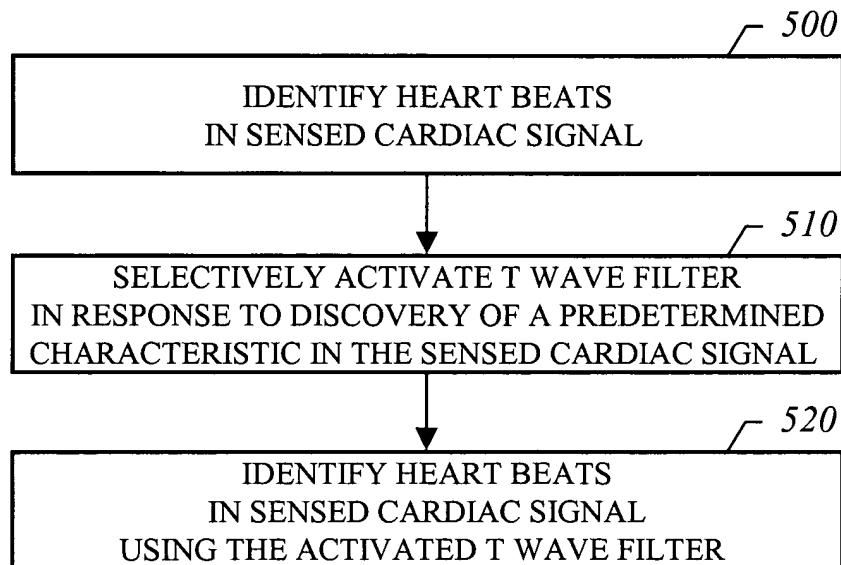 500
IDENTIFY HEART BEATS
IN SENSED CARDIAC SIGNAL
510
SELECTIVELY ACTIVATE T WAVE FILTER
IN RESPONSE TO DISCOVERY OF A PREDETERMINED
CHARACTERISTIC IN THE SENSED CARDIAC SIGNAL
520
IDENTIFY HEART BEATS
IN SENSED CARDIAC SIGNAL
USING THE ACTIVATED T WAVE FILTER